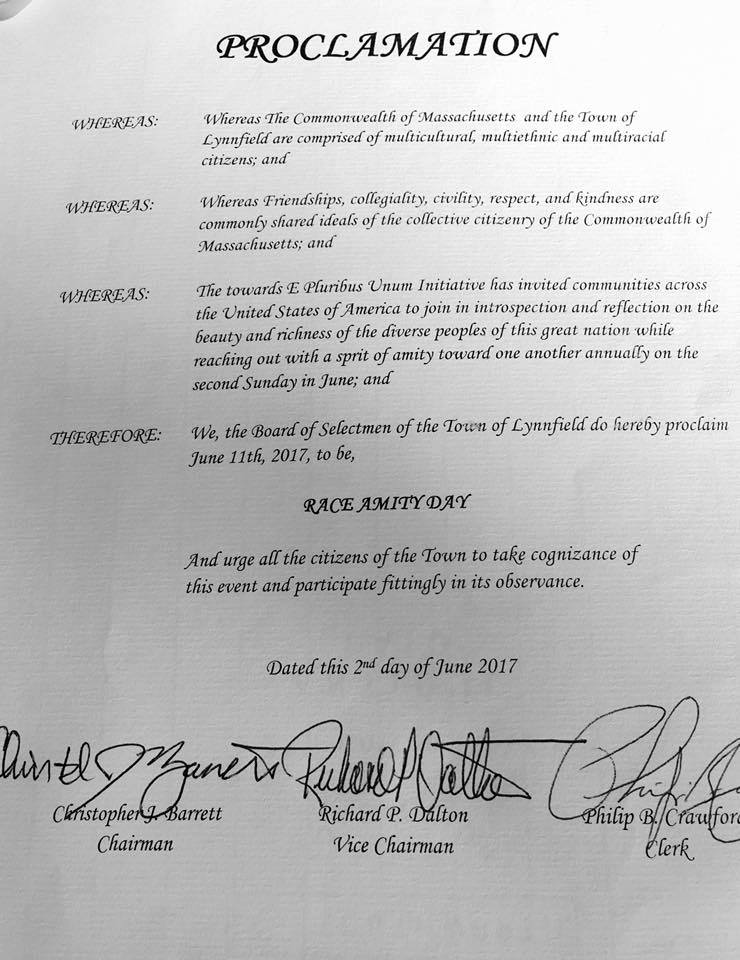 PROCLAMATION
WHEREAS: Whereas The Commonwealth of Massachusetts and the Town of
Lynnfield are comprised of multicultural, multiethnic and multiracial
citizens; and
WHEREAS: Whereas Friendships, collegiality, civility, respect, and kindness are
commonly shared ideals of the collective citizenry of the Commonwealth of
Massachusetts; and
WHEREAS: The towards E Pluribus Unum Initiative has invited communities across
the United States of America to join in introspection and reflection on the
beauty and richness of the diverse peoples of this great nation while
reaching out with a sprit of amity toward one another annually on the
second Sunday in June; and
THEREFORE: We, the Board of Selectmen of the Town of Lynnfield do hereby proclaim
June 11th, 2017, to be,
RACE AMITY DAY
And urge all the citizens of the Town to take cognizance of
this event and participate fittingly in its observance.
Dated this 2nd day of June 2017
Richard P. Dalton
Christopher J. Barrett Richard P. Dalton Philip B. Crawford
Chairman Vice Chairman Clerk